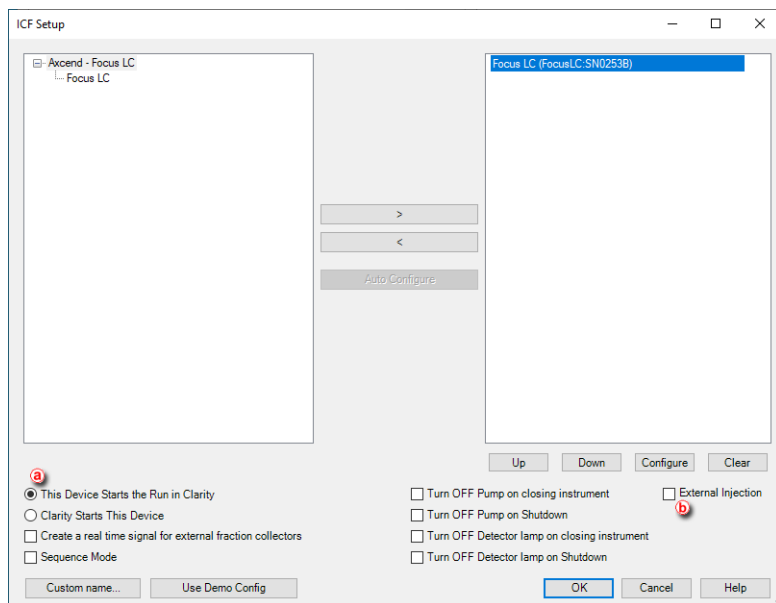 ICF Setup
Axcend - Focus LC
Focus LC
Focus LC (FocusLC:SN0253B)
>
<
Auto Configure
Up Down Configure Clear
a
This Device Starts the Run in Clarity
Clarity Starts This Device
Create a real time signal for external fraction collectors
Sequence Mode
Turn OFF Pump on closing instrument
Turn OFF Pump on Shutdown
Turn OFF Detector lamp on closing instrument
Turn OFF Detector lamp on Shutdown
External Injection
b
Custom name... Use Demo Config OK Cancel Help